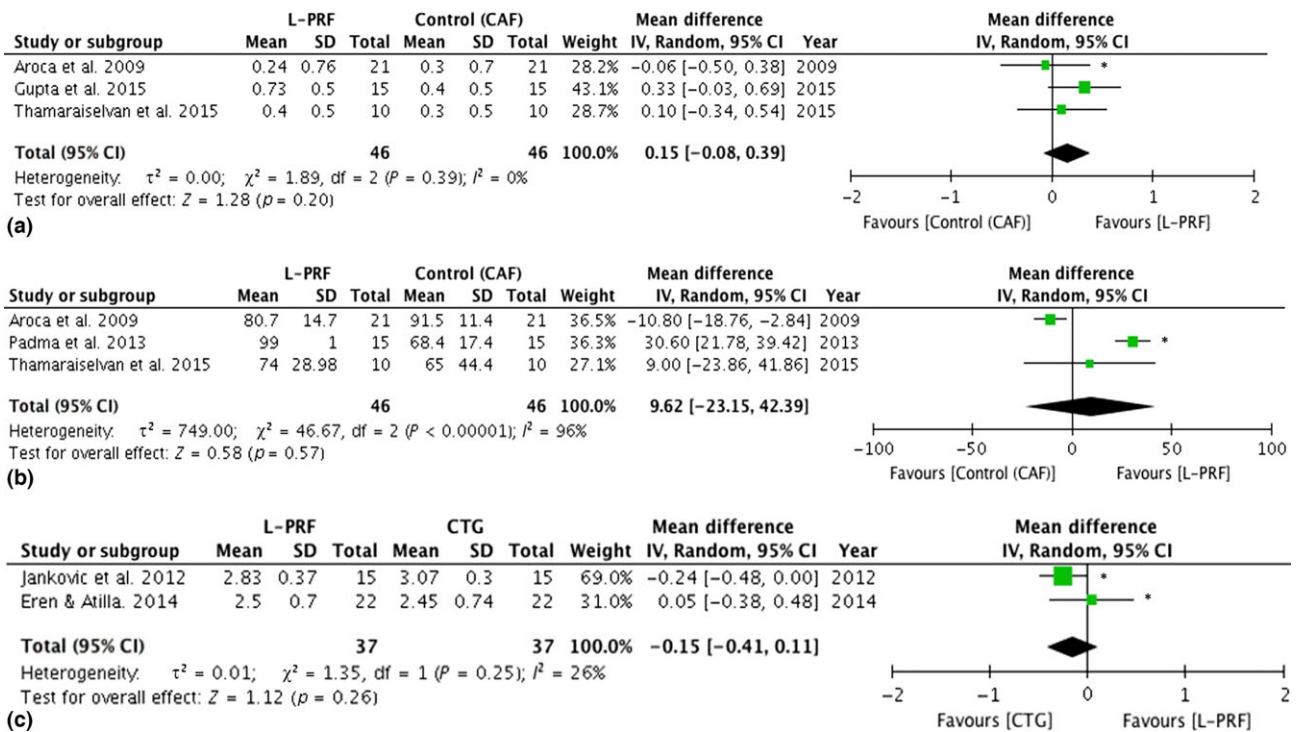 L-PRF Control (CAF) Mean difference Mean difference
Study or subgroup Mean SD Total Mean SD Total Weight IV, Random, 95% CI Year IV, Random, 95% CI
Aroca et al. 2009 0.24 0.76 21 0.3 0.7 21 28.2% −0.06 [−0.50, 0.38] 2009 *
Gupta et al. 2015 0.73 0.5 15 0.4 0.5 15 43.1% 0.33 [−0.03, 0.69] 2015
Thamaraiselvan et al. 2015 0.4 0.5 10 0.3 0.5 10 28.7% 0.10 [−0.34, 0.54] 2015
Total (95% CI) 46 46 100.0% 0.15 [−0.08, 0.39]
Heterogeneity: τ² = 0.00; χ² = 1.89, df = 2 (P = 0.39); I² = 0%
Test for overall effect: Z = 1.28 (p = 0.20)
−2 −1 0 1 2
Favours [Control (CAF)] Favours [L-PRF]
(a)
L-PRF Control (CAF) Mean difference Mean difference
Study or subgroup Mean SD Total Mean SD Total Weight IV, Random, 95% CI Year IV, Random, 95% CI
Aroca et al. 2009 80.7 14.7 21 91.5 11.4 21 36.5% −10.80 [−18.76, −2.84] 2009
Padma et al. 2013 99 1 15 68.4 17.4 15 36.3% 30.60 [21.78, 39.42] 2013 *
Thamaraiselvan et al. 2015 74 28.98 10 65 44.4 10 27.1% 9.00 [−23.86, 41.86] 2015
Total (95% CI) 46 46 100.0% 9.62 [−23.15, 42.39]
Heterogeneity: τ² = 749.00; χ² = 46.67, df = 2 (P < 0.00001); I² = 96%
Test for overall effect: Z = 0.58 (p = 0.57)
−100 −50 0 50 100
Favours [Control (CAF)] Favours [L-PRF]
(b)
L-PRF CTG Mean difference Mean difference
Study or subgroup Mean SD Total Mean SD Total Weight IV, Random, 95% CI Year IV, Random, 95% CI
Jankovic et al. 2012 2.83 0.37 15 3.07 0.3 15 69.0% −0.24 [−0.48, 0.00] 2012 *
Eren & Atilla. 2014 2.5 0.7 22 2.45 0.74 22 31.0% 0.05 [−0.38, 0.48] 2014 *
Total (95% CI) 37 37 100.0% −0.15 [−0.41, 0.11]
Heterogeneity: τ² = 0.01; χ² = 1.35, df = 1 (P = 0.25); I² = 26%
Test for overall effect: Z = 1.12 (p = 0.26)
−2 −1 0 1 2
Favours [CTG] Favours [L-PRF]
(c)